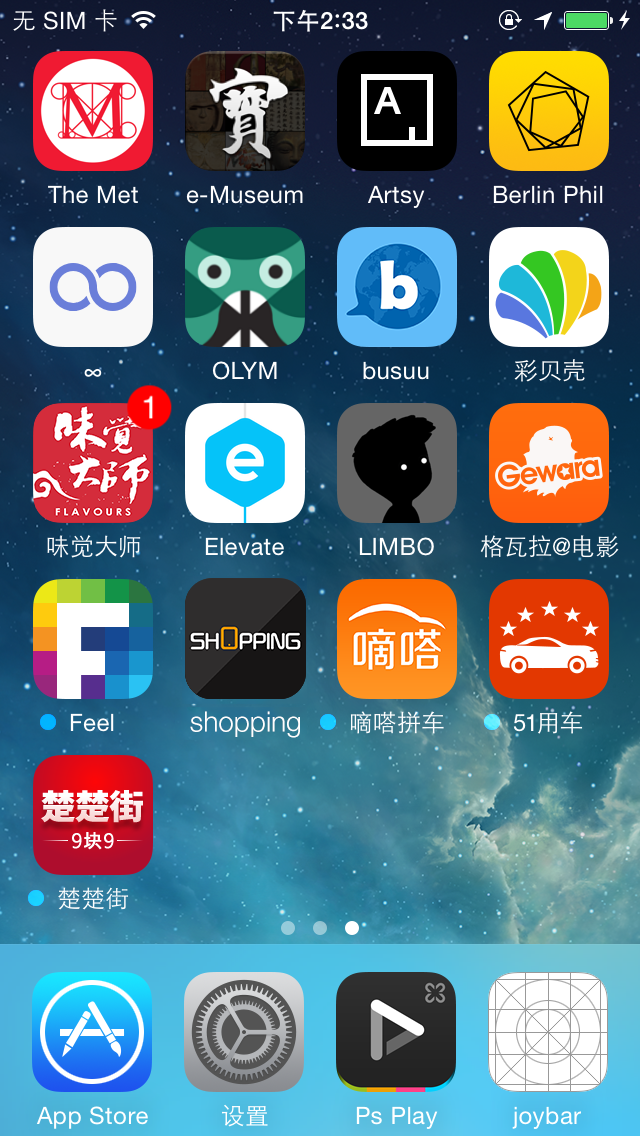 无 SIM 卡 下午2:33
M 寶 A
The Met e-Museum Artsy Berlin Phil
b
∞ OLYM busuu 彩贝壳
1
味觉大师 FLAVOURS e Gewara
味觉大师 Elevate LIMBO 格瓦拉@电影
F SHOPPING 嘀嗒
Feel shopping 嘀嗒拼车 51用车
楚楚街
9块9
楚楚街
App Store 设置 Ps Play joybar